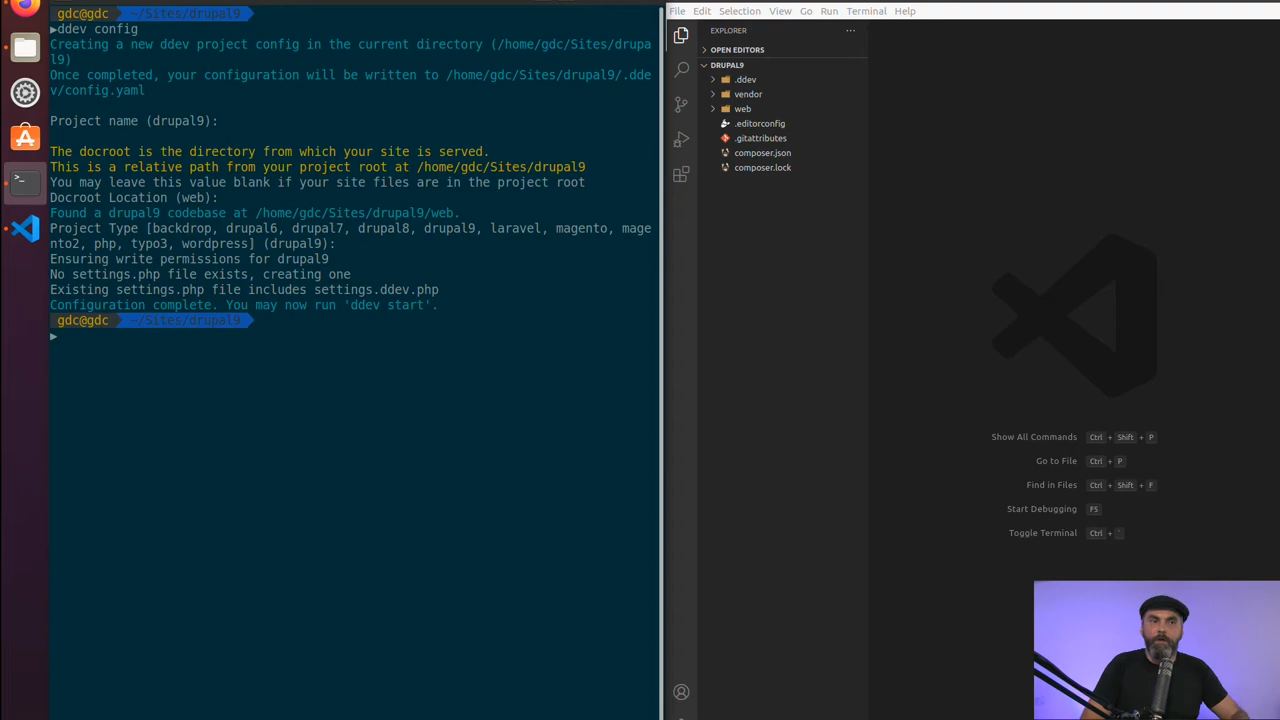 gdc@gdc ~/Sites/drupal9
▶ddev config
Creating a new ddev project config in the current directory (/home/gdc/Sites/drupa
l9)
Once completed, your configuration will be written to /home/gdc/Sites/drupal9/.dde
v/config.yaml
Project name (drupal9):
The docroot is the directory from which your site is served.
This is a relative path from your project root at /home/gdc/Sites/drupal9
You may leave this value blank if your site files are in the project root
Docroot Location (web):
Found a drupal9 codebase at /home/gdc/Sites/drupal9/web.
Project Type [backdrop, drupal6, drupal7, drupal8, drupal9, laravel, magento, mage
nto2, php, typo3, wordpress] (drupal9):
Ensuring write permissions for drupal9
No settings.php file exists, creating one
Existing settings.php file includes settings.ddev.php
Configuration complete. You may now run 'ddev start'.
gdc@gdc ~/Sites/drupal9
▶
File Edit Selection View Go Run Terminal Help
EXPLORER ...
OPEN EDITORS
DRUPAL9
.ddev
vendor
web
.editorconfig
.gitattributes
composer.json
composer.lock
Show All Commands Ctrl + Shift + P
Go to File Ctrl + P
Find in Files Ctrl + Shift + F
Start Debugging F5
Toggle Terminal Ctrl + `